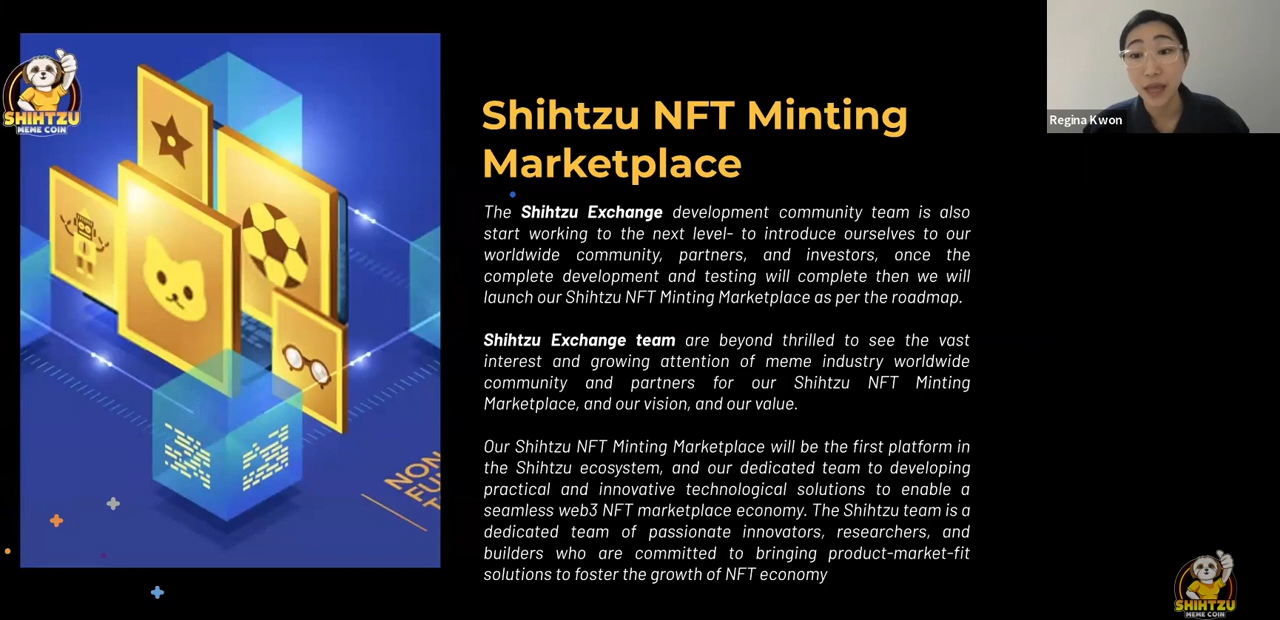 SHIHTZU
MEME COIN
Shihtzu NFT Minting
Marketplace
The Shihtzu Exchange development community team is also
start working to the next level- to introduce ourselves to our
worldwide community, partners, and investors, once the
complete development and testing will complete then we will
launch our Shihtzu NFT Minting Marketplace as per the roadmap.
Shihtzu Exchange team are beyond thrilled to see the vast
interest and growing attention of meme industry worldwide
community and partners for our Shihtzu NFT Minting
Marketplace, and our vision, and our value.
Our Shihtzu NFT Minting Marketplace will be the first platform in
the Shihtzu ecosystem, and our dedicated team to developing
practical and innovative technological solutions to enable a
seamless web3 NFT marketplace economy. The Shihtzu team is a
dedicated team of passionate innovators, researchers, and
builders who are committed to bringing product-market-fit
solutions to foster the growth of NFT economy
NON
FU
T
Regina Kwon
SHIHTZU
MEME COIN